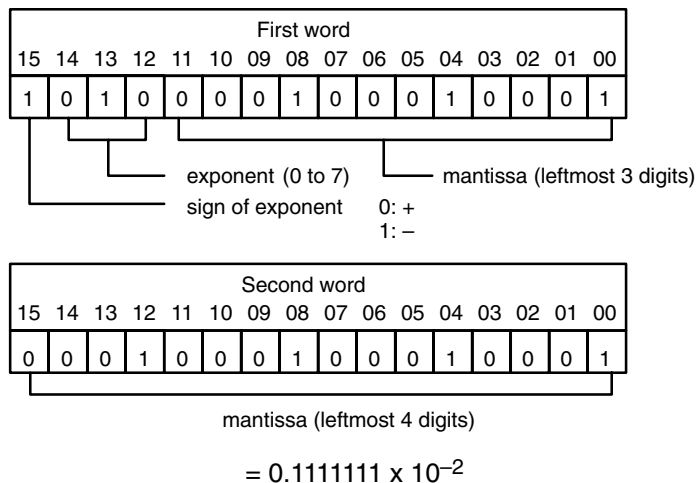 First word
15 14 13 12 11 10 09 08 07 06 05 04 03 02 01 00
1 0 1 0 0 0 0 1 0 0 0 1 0 0 0 1
exponent (0 to 7)
mantissa (leftmost 3 digits)
sign of exponent 0: +
1: –
Second word
15 14 13 12 11 10 09 08 07 06 05 04 03 02 01 00
0 0 0 1 0 0 0 1 0 0 0 1 0 0 0 1
mantissa (leftmost 4 digits)
= 0.1111111 x 10⁻²